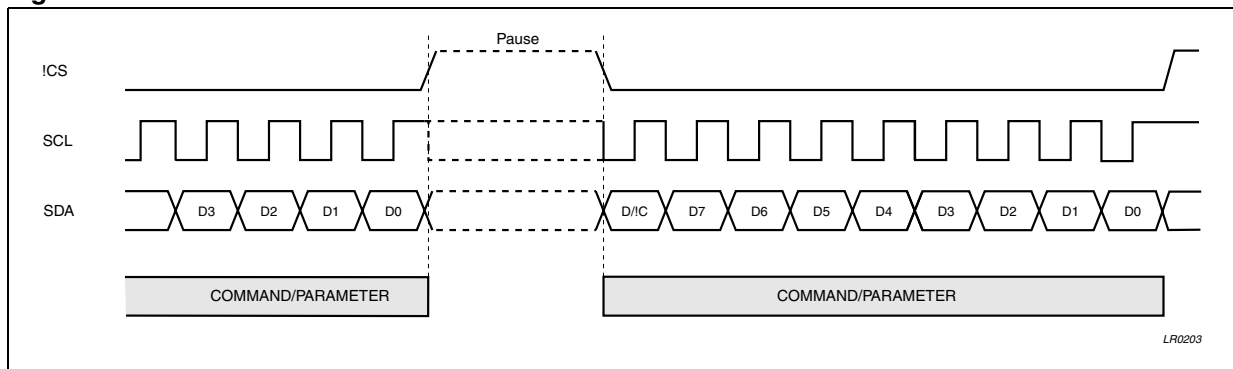 Pause
!CS
SCL
SDA
D3 D2 D1 D0 D/!C D7 D6 D5 D4 D3 D2 D1 D0
COMMAND/PARAMETER COMMAND/PARAMETER
LR0203